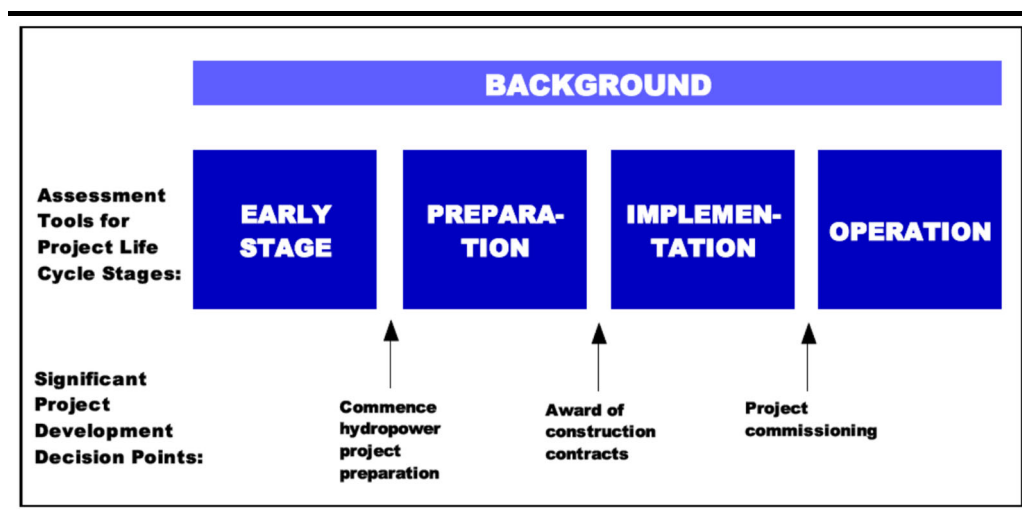 BACKGROUND
Assessment
Tools for
Project Life
Cycle Stages:
EARLY
STAGE
PREPARA-
TION
IMPLEMEN-
TATION
OPERATION
Significant
Project
Development
Decision Points:
Commence
hydropower
project
preparation
Award of
construction
contracts
Project
commissioning